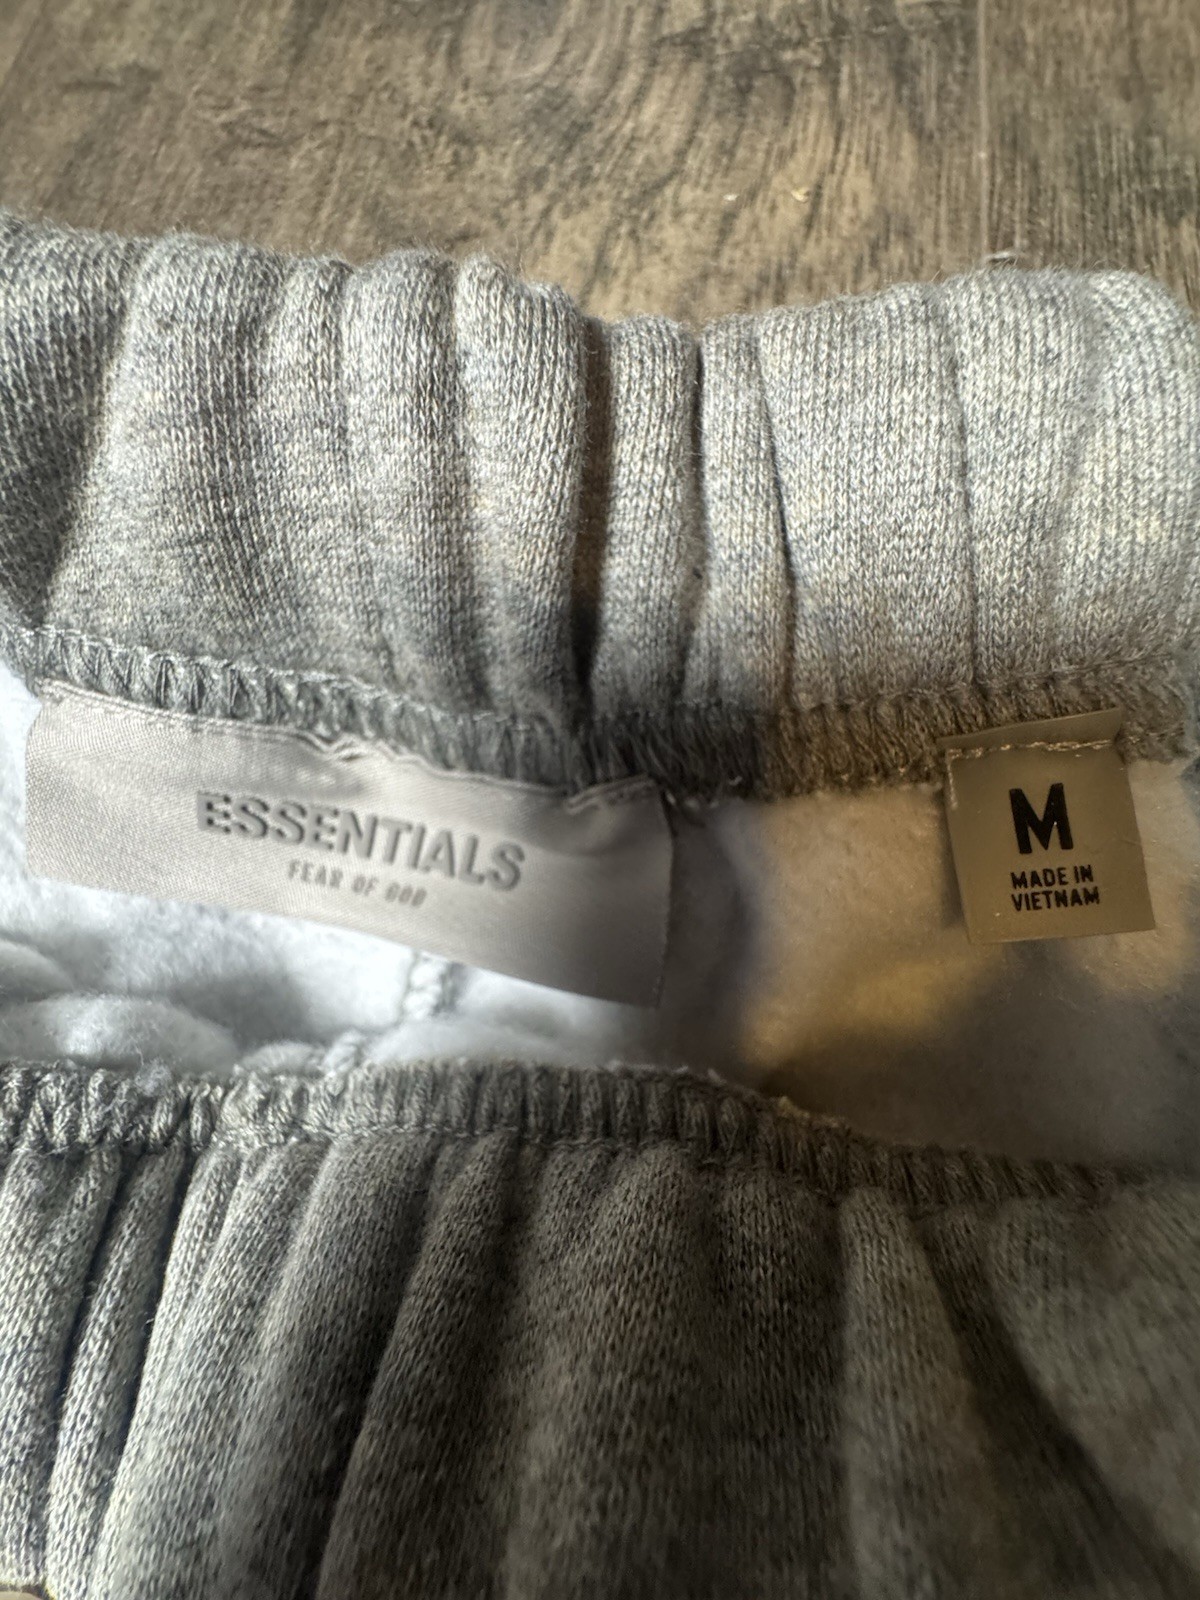 ESSENTIALS
FEAR OF GOD
M
MADE IN
VIETNAM